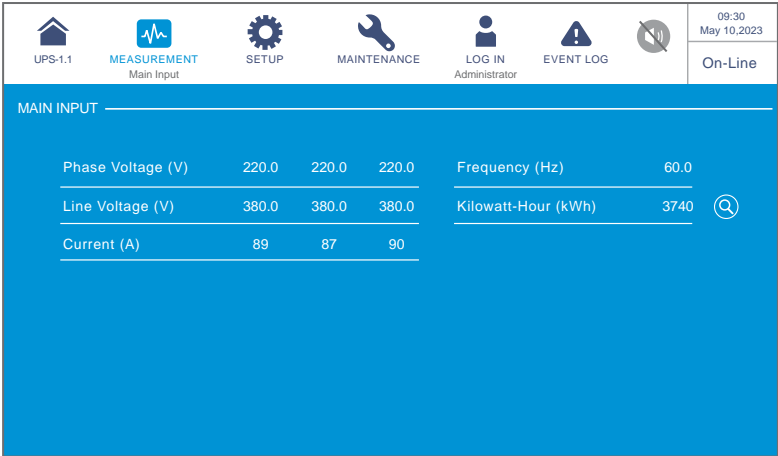 09:30
May 10,2023
UPS-1.1 MEASUREMENT SETUP MAINTENANCE LOG IN EVENT LOG
Main Input Administrator
On-Line
MAIN INPUT
Phase Voltage (V) 220.0 220.0 220.0 Frequency (Hz) 60.0
Line Voltage (V) 380.0 380.0 380.0 Kilowatt-Hour (kWh) 3740
Current (A) 89 87 90